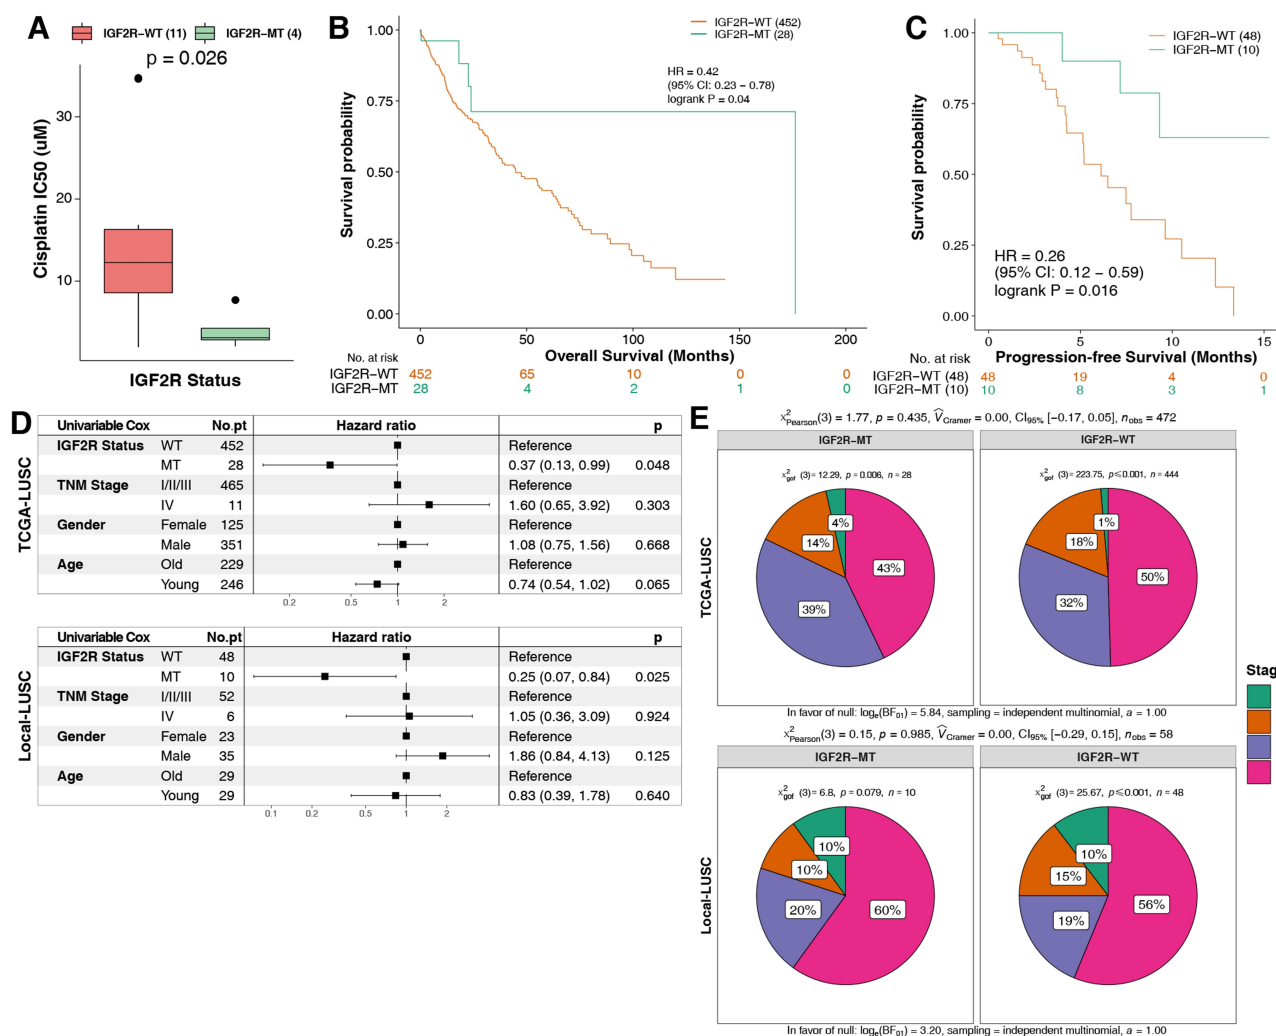 A
IGF2R-WT (11) IGF2R-MT (4)
p = 0.026
Cisplatin IC50 (uM)
30
20
10
IGF2R Status
B
IGF2R-WT (452)
IGF2R-MT (28)
HR = 0.42
(95% CI: 0.23 – 0.78)
logrank P = 0.04
Survival probability
1.00
0.75
0.50
0.25
0.00
0 50 100 150 200
Overall Survival (Months)
No. at risk
IGF2R-WT 452 65 10 0 0
IGF2R-MT 28 4 2 1 0
C
IGF2R-WT (48)
IGF2R-MT (10)
Survival probability
1.00
0.75
0.50
0.25
0.00
HR = 0.26
(95% CI: 0.12 – 0.59)
logrank P = 0.016
0 5 10 15
Progression-free Survival (Months)
No. at risk
IGF2R-WT (48) 48 19 4 0
IGF2R-MT (10) 10 8 3 1
D
TCGA-LUSC
Univariable Cox No.pt Hazard ratio p
IGF2R Status WT 452 Reference
MT 28 0.37 (0.13, 0.99) 0.048
TNM Stage I/II/III 465 Reference
IV 11 1.60 (0.65, 3.92) 0.303
Gender Female 125 Reference
Male 351 1.08 (0.75, 1.56) 0.668
Age Old 229 Reference
Young 246 0.74 (0.54, 1.02) 0.065
0.2 0.5 1 2
Local-LUSC
Univariable Cox No.pt Hazard ratio p
IGF2R Status WT 48 Reference
MT 10 0.25 (0.07, 0.84) 0.025
TNM Stage I/II/III 52 Reference
IV 6 1.05 (0.36, 3.09) 0.924
Gender Female 23 Reference
Male 35 1.86 (0.84, 4.13) 0.125
Age Old 29 Reference
Young 29 0.83 (0.39, 1.78) 0.640
0.1 0.2 0.5 1 2
E
χ²Pearson(3) = 1.77, p = 0.435, V̂Cramer = 0.00, CI95% [-0.17, 0.05], nobs = 472
TCGA-LUSC
IGF2R-MT
χ²gof (3) = 12.29, p = 0.006, n = 28
4%
14%
43%
39%
IGF2R-WT
χ²gof (3) = 223.75, p ≤ 0.001, n = 444
1%
18%
50%
32%
In favor of null: loge(BF01) = 5.84, sampling = independent multinomial, a = 1.00
χ²Pearson(3) = 0.15, p = 0.985, V̂Cramer = 0.00, CI95% [-0.29, 0.15], nobs = 58
Local-LUSC
IGF2R-MT
χ²gof (3) = 6.8, p = 0.079, n = 10
10%
10%
20%
60%
IGF2R-WT
χ²gof (3) = 25.67, p ≤ 0.001, n = 48
10%
15%
19%
56%
In favor of null: loge(BF01) = 3.20, sampling = independent multinomial, a = 1.00
Stag